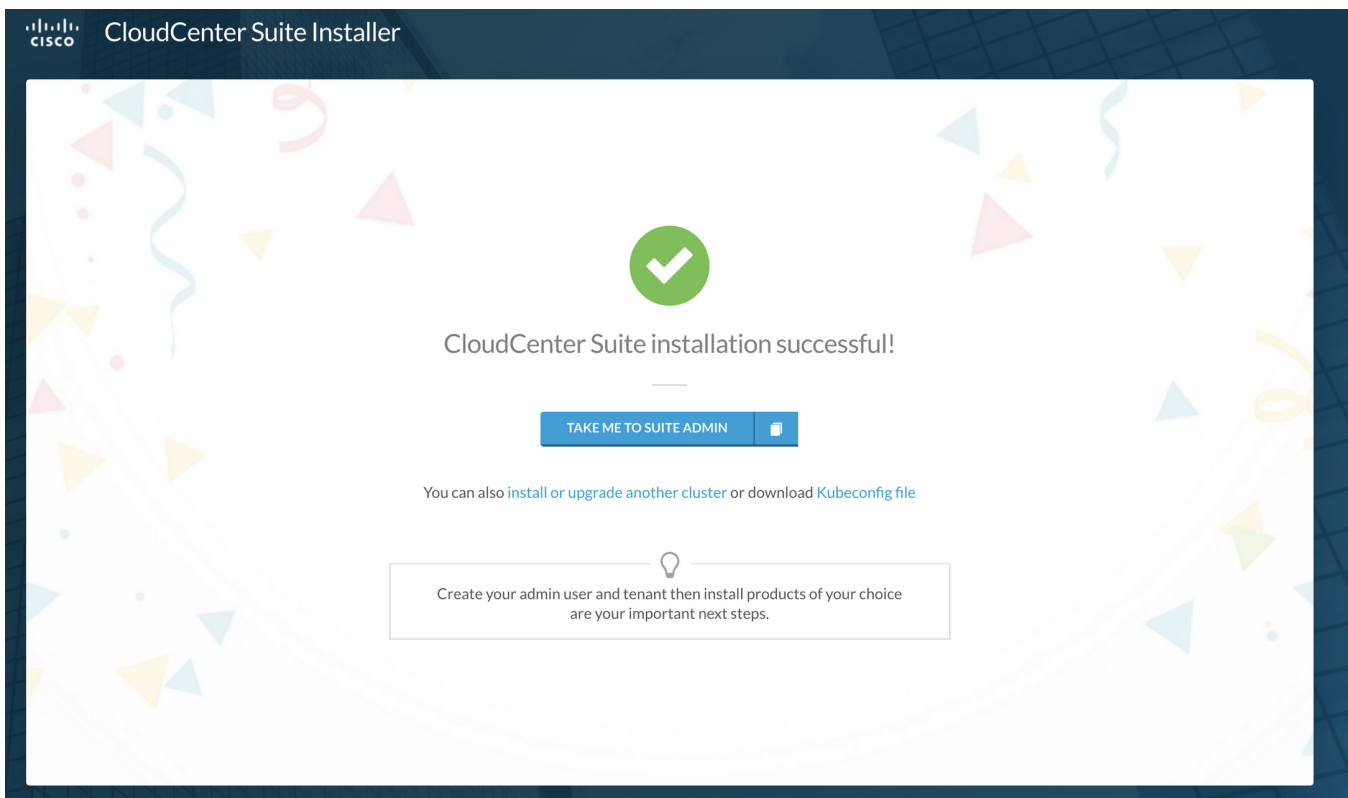 cisco
CloudCenter Suite Installer
CloudCenter Suite installation successful!
TAKE ME TO SUITE ADMIN
You can also install or upgrade another cluster or download Kubeconfig file
Create your admin user and tenant then install products of your choice
are your important next steps.